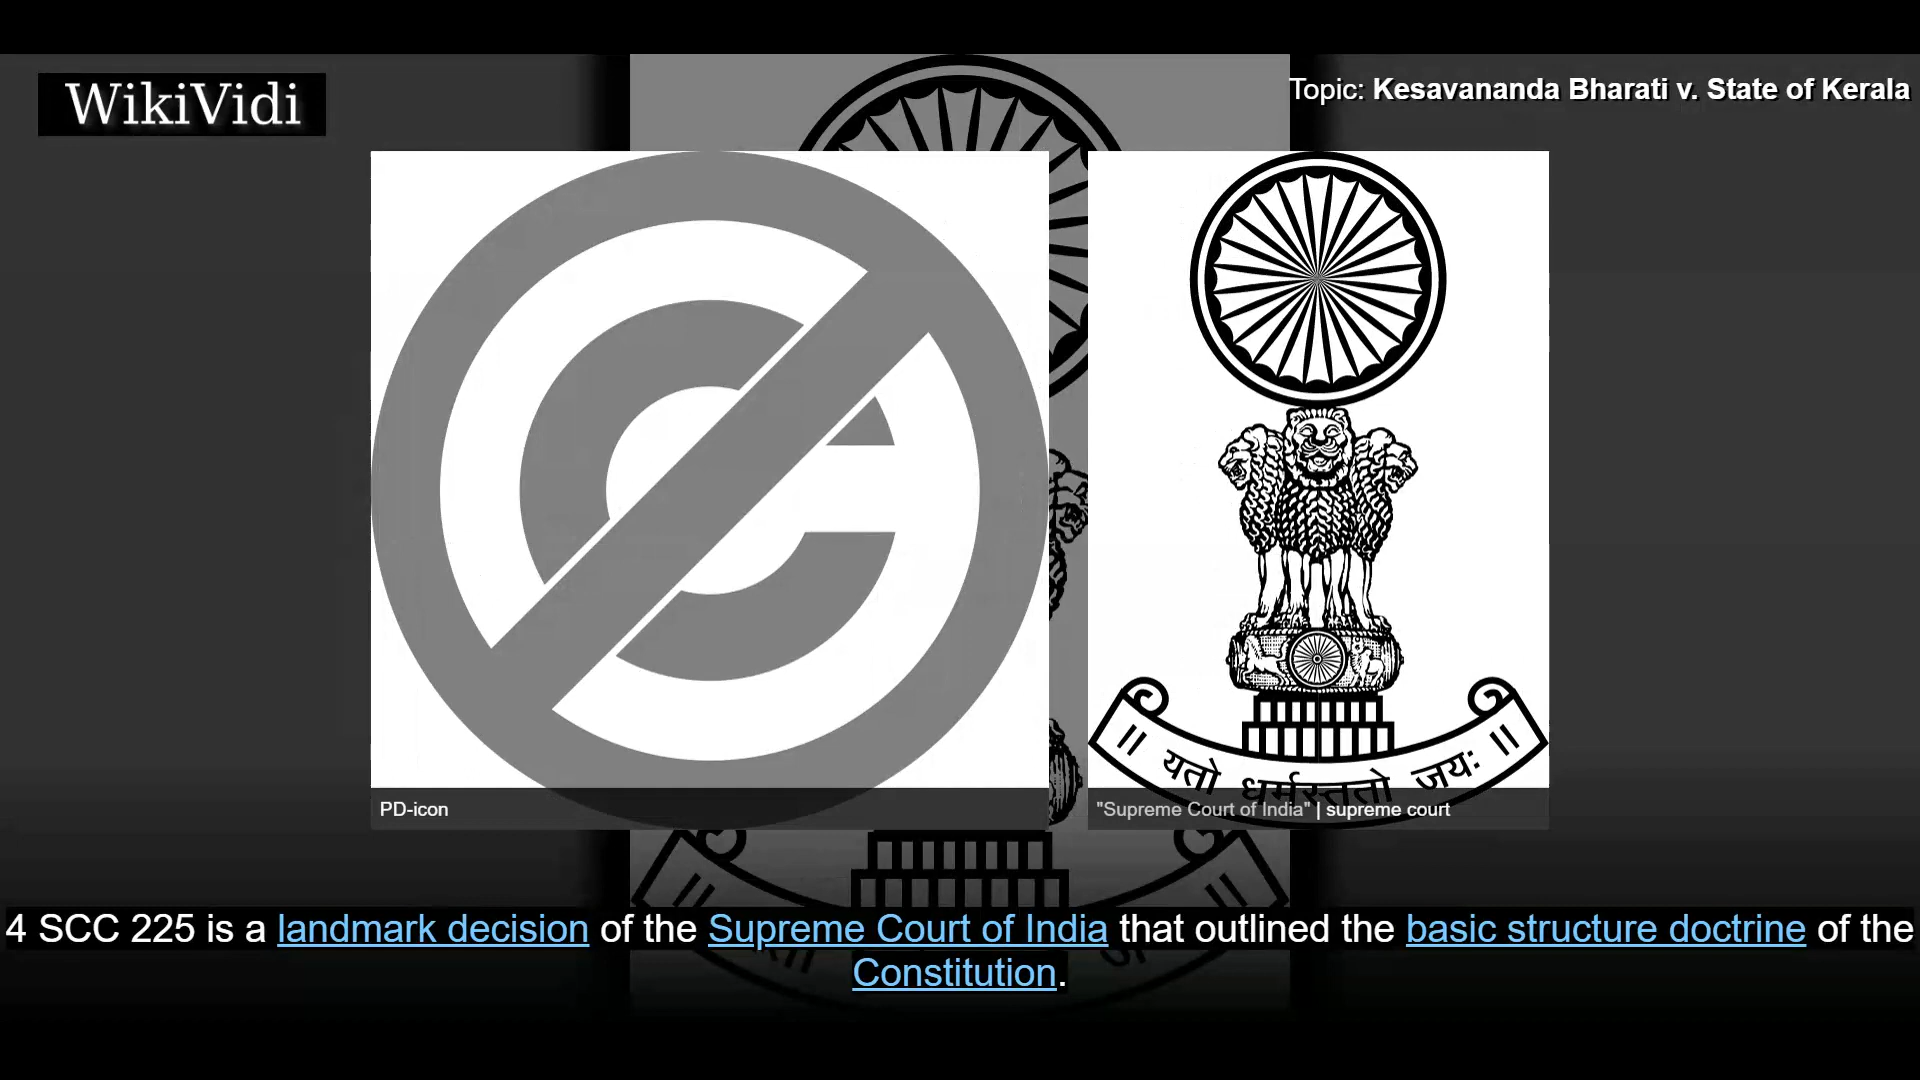 WikiVidi
Topic: Kesavananda Bharati v. State of Kerala
|| यतो धर्मस्ततो जयः ||
PD-icon
"Supreme Court of India" | supreme court
4 SCC 225 is a landmark decision of the Supreme Court of India that outlined the basic structure doctrine of the
Constitution.